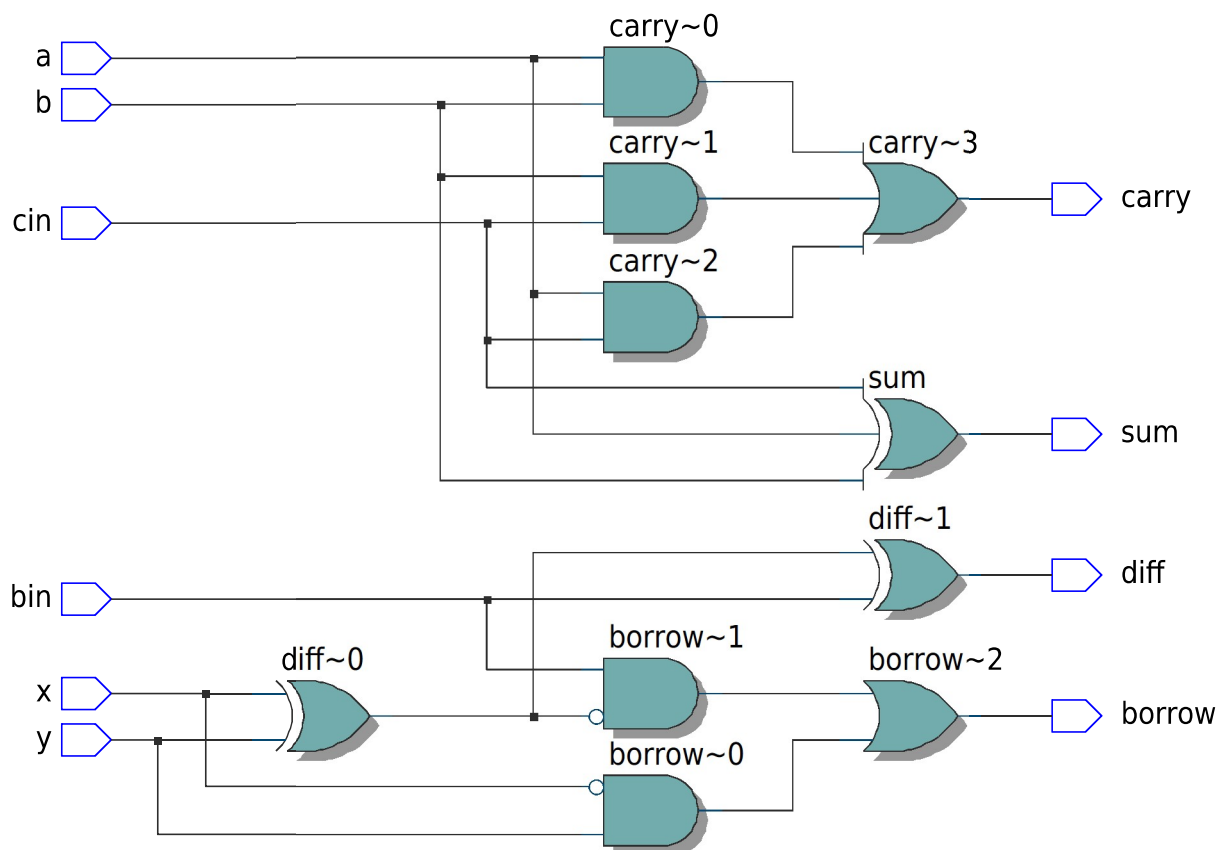 carry~0
a
b
carry~1
carry~3
cin
carry
carry~2
sum
sum
diff~1
bin
diff
borrow~1
diff~0
borrow~2
x
borrow
y
borrow~0